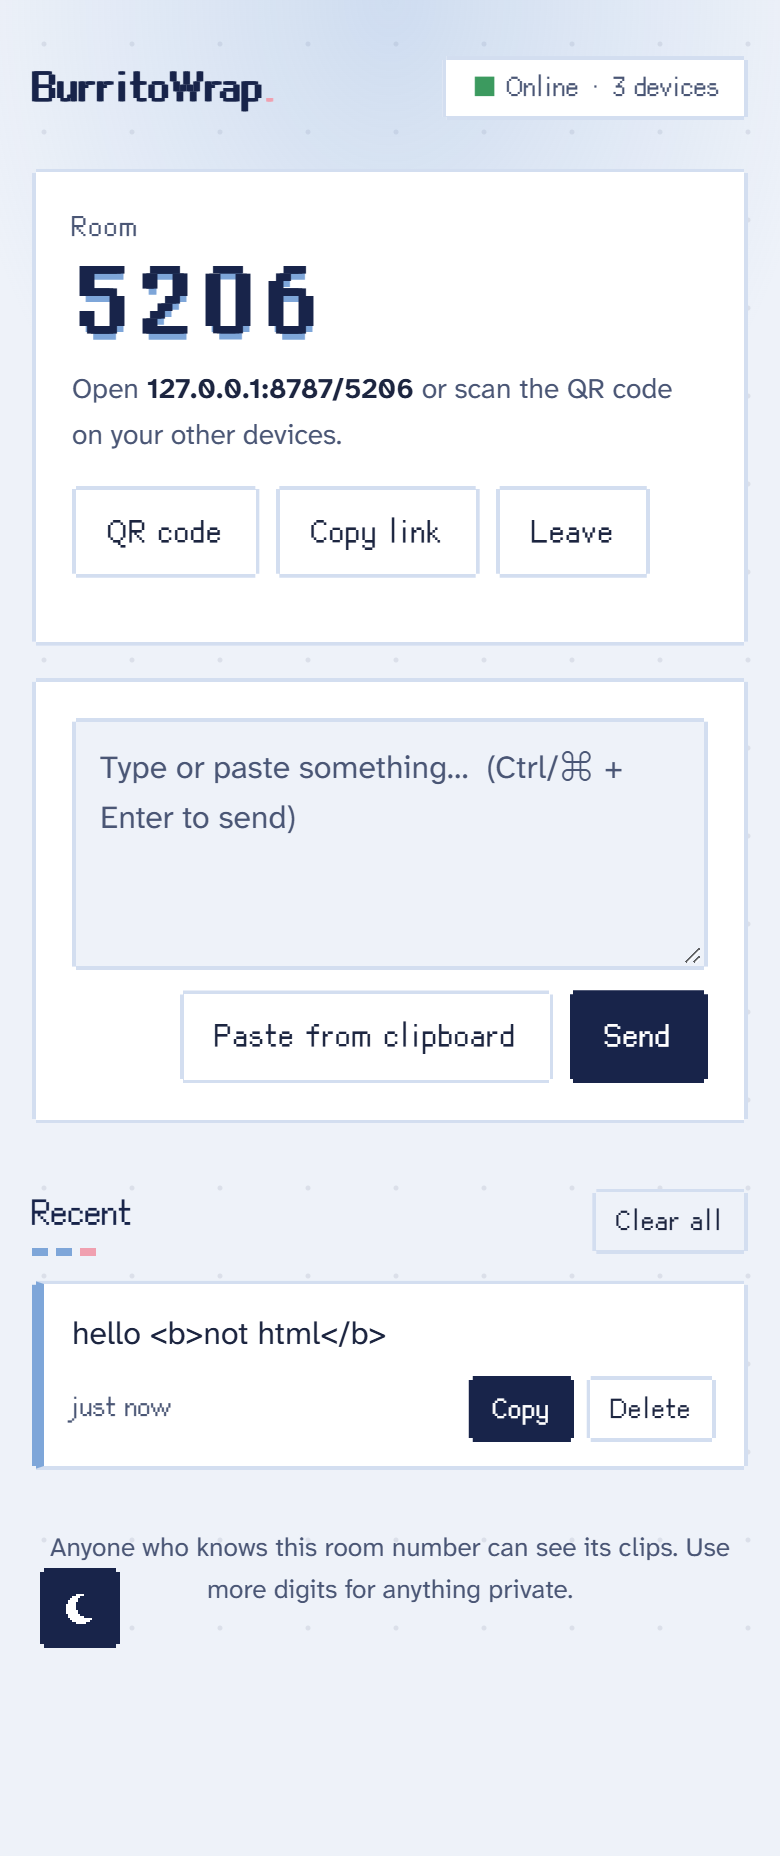 BurritoWrap.
Online · 3 devices
Room
5206
Open 127.0.0.1:8787/5206 or scan the QR code
on your other devices.
QR code
Copy link
Leave
Type or paste something... (Ctrl/⌘ +
Enter to send)
Paste from clipboard
Send
Recent
Clear all
hello <b>not html</b>
just now
Copy
Delete
Anyone who knows this room number can see its clips. Use
more digits for anything private.